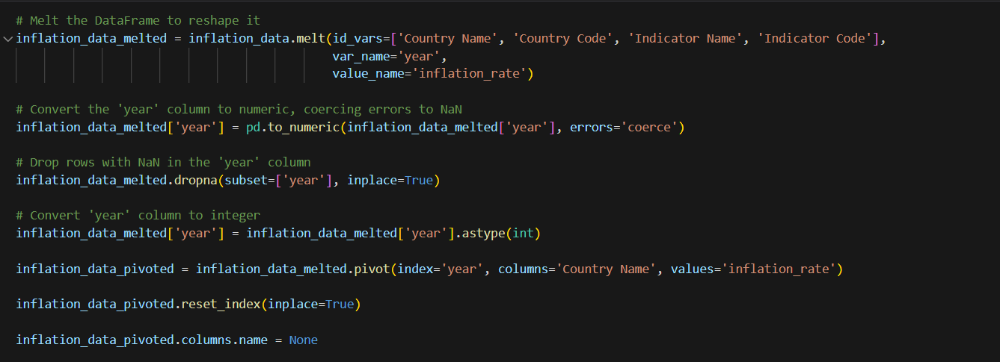 # Melt the DataFrame to reshape it
inflation_data_melted = inflation_data.melt(id_vars=['Country Name', 'Country Code', 'Indicator Name', 'Indicator Code'],
var_name='year',
value_name='inflation_rate')
# Convert the 'year' column to numeric, coercing errors to NaN
inflation_data_melted['year'] = pd.to_numeric(inflation_data_melted['year'], errors='coerce')
# Drop rows with NaN in the 'year' column
inflation_data_melted.dropna(subset=['year'], inplace=True)
# Convert 'year' column to integer
inflation_data_melted['year'] = inflation_data_melted['year'].astype(int)
inflation_data_pivoted = inflation_data_melted.pivot(index='year', columns='Country Name', values='inflation_rate')
inflation_data_pivoted.reset_index(inplace=True)
inflation_data_pivoted.columns.name = None